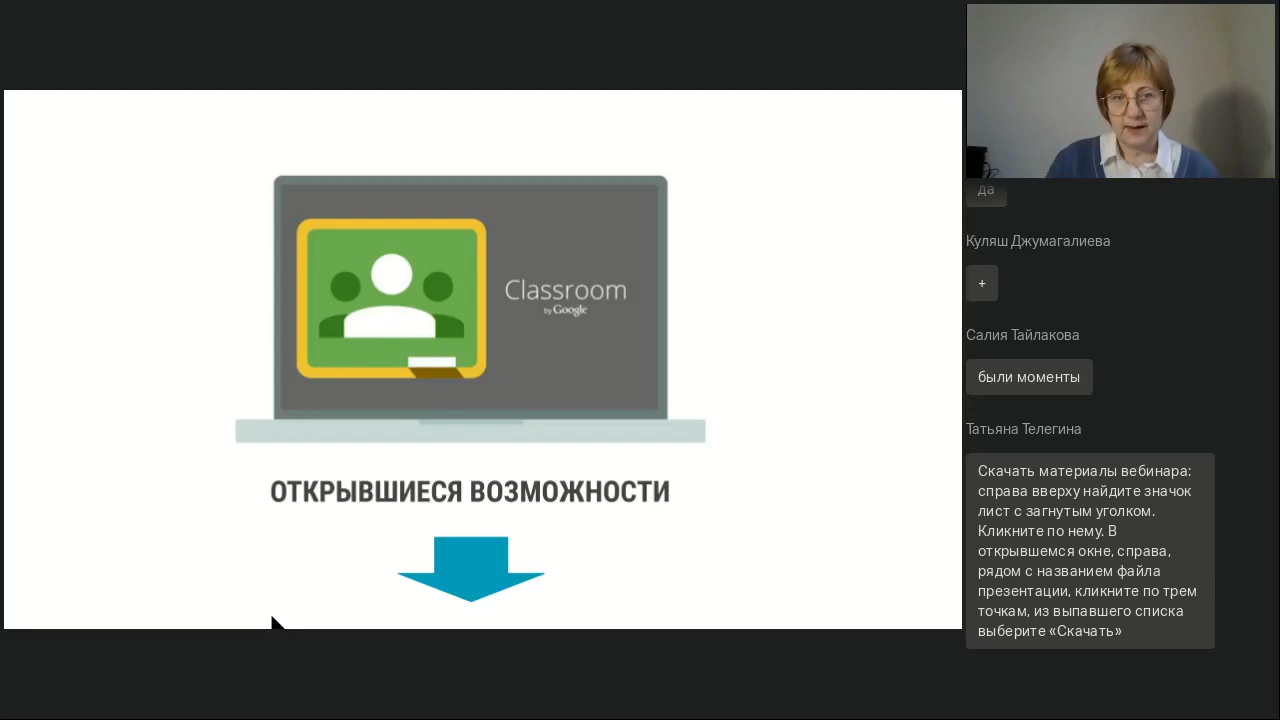 Classroom
by Google
ОТКРЫВШИЕСЯ ВОЗМОЖНОСТИ
да
Куляш Джумагалиева
+
Салия Тайлакова
были моменты
Татьяна Телегина
Скачать материалы вебинара:
справа вверху найдите значок
лист с загнутым уголком.
Кликните по нему. В
открывшемся окне, справа,
рядом с названием файла
презентации, кликните по трем
точкам, из выпавшего списка
выберите «Скачать»